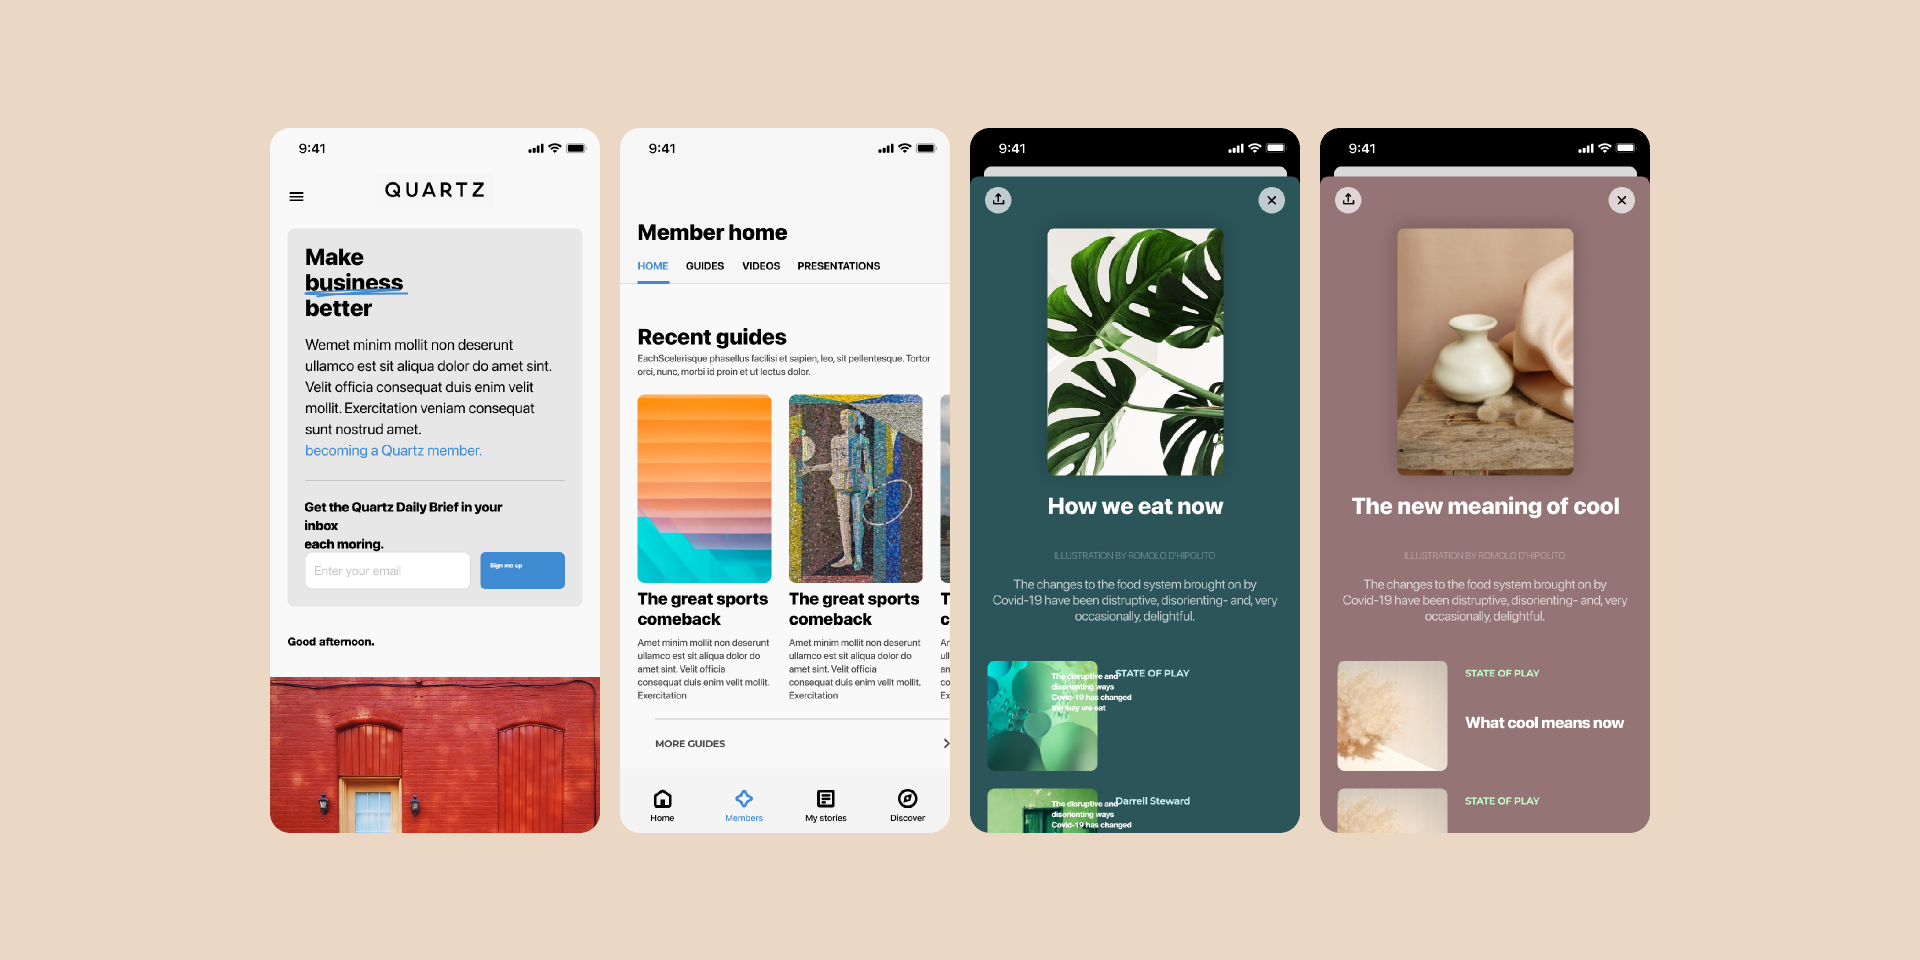 9:41
QUARTZ
Make
business
better
Wemet minim mollit non deserunt
ullamco est sit aliqua dolor do amet sint.
Velit officia consequat duis enim velit
mollit. Exercitation veniam consequat
sunt nostrud amet.
becoming a Quartz member.
Get the Quartz Daily Brief in your
inbox
each moring.
Enter your email
Sign me up
Good afternoon.
9:41
Member home
HOME
GUIDES
VIDEOS
PRESENTATIONS
Recent guides
EachScelerisque phasellus facilisi et sapien, leo, sit pellentesque. Tortor
orci, nunc, morbi id proin et ut lectus dolor.
The great sports
comeback
Amet minim mollit non deserunt
ullamco est sit aliqua dolor do
amet sint. Velit officia
consequat duis enim velit mollit.
Exercitation
The great sports
comeback
Amet minim mollit non deserunt
ullamco est sit aliqua dolor do
amet sint. Velit officia
consequat duis enim velit mollit.
Exercitation
MORE GUIDES
Home
Members
My stories
Discover
9:41
How we eat now
ILLUSTRATION BY ROMOLO D'HIPOLITO
The changes to the food system brought on by
Covid-19 have been distruptive, disorienting- and, very
occasionally, delightful.
STATE OF PLAY
The disruptive and
disorienting ways
Covid-19 has changed
the way we eat
Darrell Steward
The disruptive and
disorienting ways
Covid-19 has changed
9:41
The new meaning of cool
ILLUSTRATION BY ROMOLO D'HIPOLITO
The changes to the food system brought on by
Covid-19 have been distruptive, disorienting- and, very
occasionally, delightful.
STATE OF PLAY
What cool means now
STATE OF PLAY